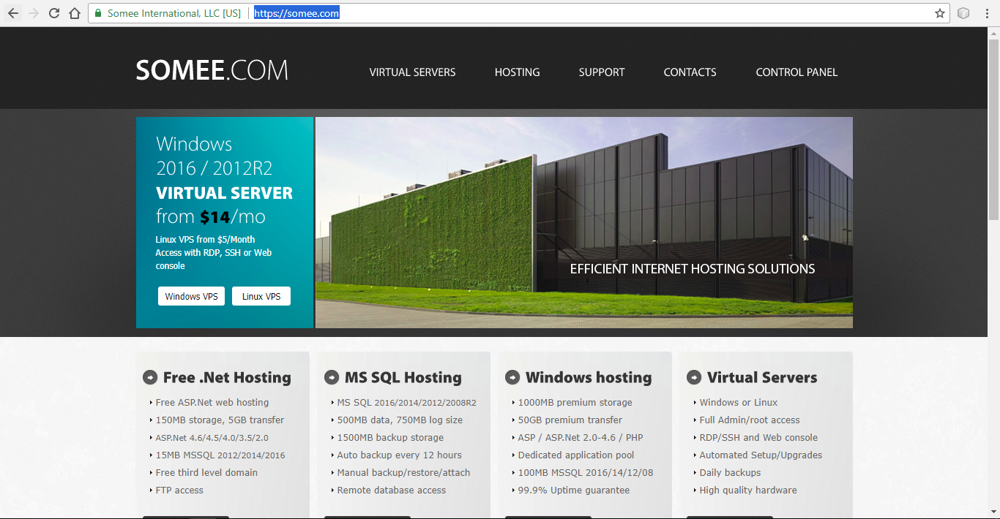 Somee International, LLC [US] https://somee.com
SOMEE.COM
VIRTUAL SERVERS
HOSTING
SUPPORT
CONTACTS
CONTROL PANEL
Windows
2016 / 2012R2
VIRTUAL SERVER
from $14/mo
Linux VPS from $5/Month
Access with RDP, SSH or Web
console
Windows VPS
Linux VPS
EFFICIENT INTERNET HOSTING SOLUTIONS
Free .Net Hosting
Free ASP.Net web hosting
150MB storage, 5GB transfer
ASP.Net 4.6/4.5/4.0/3.5/2.0
15MB MSSQL 2012/2014/2016
Free third level domain
FTP access
MS SQL Hosting
MS SQL 2016/2014/2012/2008R2
500MB data, 750MB log size
1500MB backup storage
Auto backup every 12 hours
Manual backup/restore/attach
Remote database access
Windows hosting
1000MB premium storage
50GB premium transfer
ASP / ASP.Net 2.0-4.6 / PHP
Dedicated application pool
100MB MSSQL 2016/14/12/08
99.9% Uptime guarantee
Virtual Servers
Windows or Linux
Full Admin/root access
RDP/SSH and Web console
Automated Setup/Upgrades
Daily backups
High quality hardware